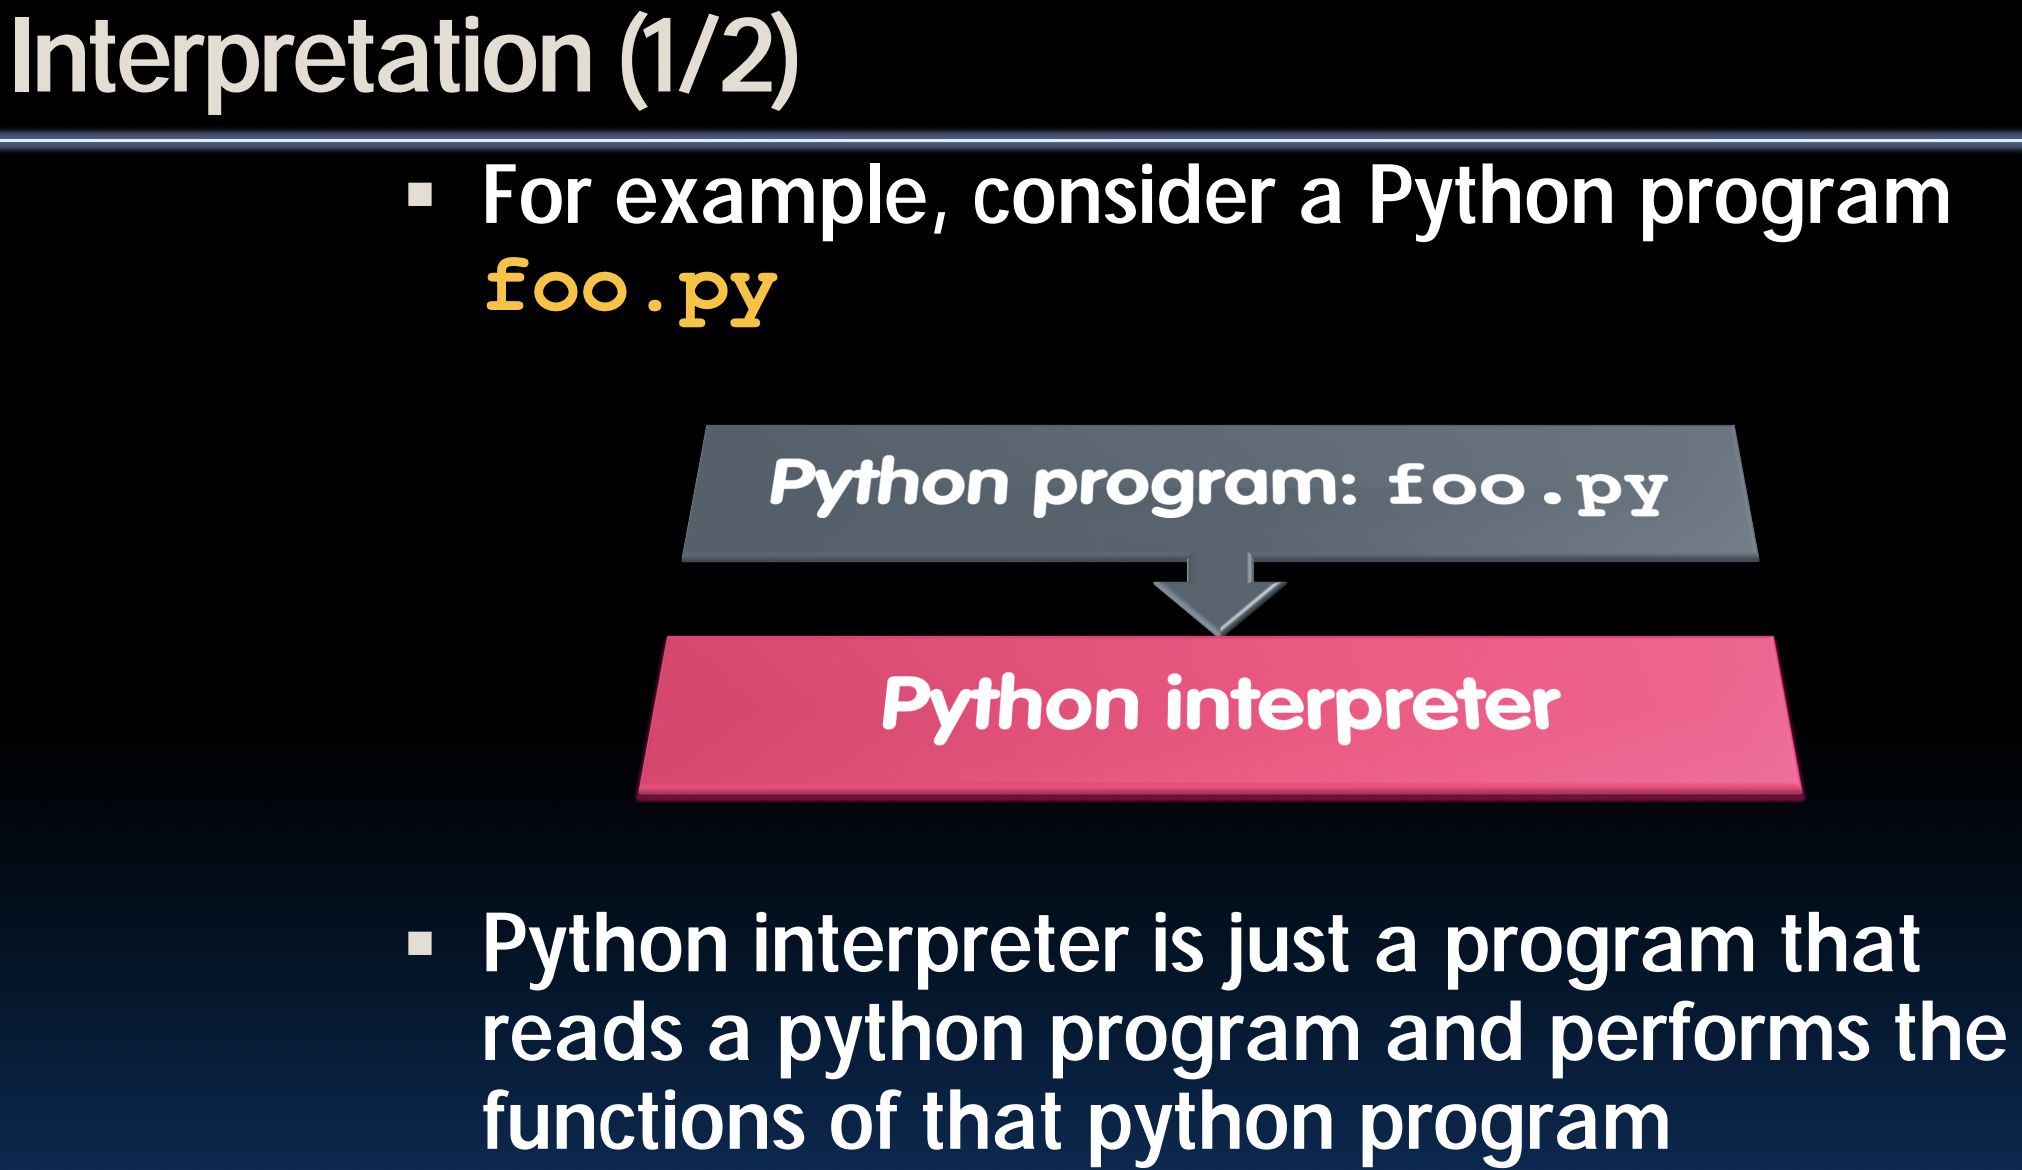 Interpretation (1/2)
▪ For example, consider a Python program
foo.py
Python program: foo.py
Python interpreter
▪ Python interpreter is just a program that
reads a python program and performs the
functions of that python program